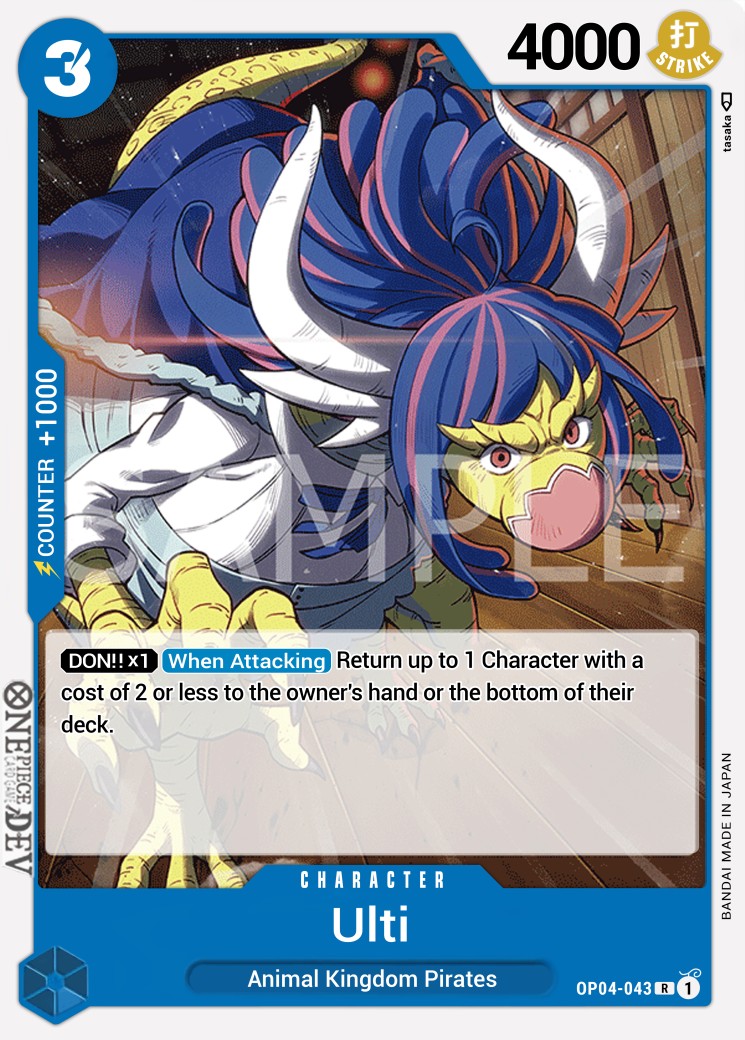 3
4000
打
STRIKE
tasaka
COUNTER +1000
SAMPLE
DON!! x1 When Attacking Return up to 1 Character with a
cost of 2 or less to the owner's hand or the bottom of their
deck.
ONE PIECE
CARD GAME
.DEV
BANDAI MADE IN JAPAN
CHARACTER
Ulti
Animal Kingdom Pirates
OP04-043 R 1